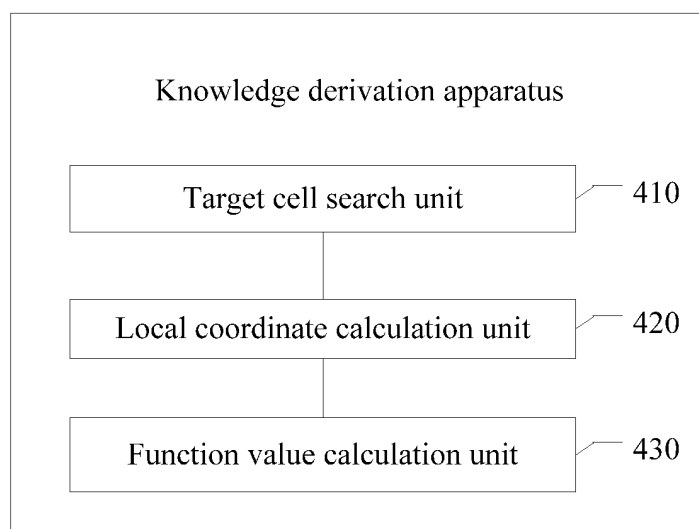 Knowledge derivation apparatus
Target cell search unit 410
Local coordinate calculation unit 420
Function value calculation unit 430